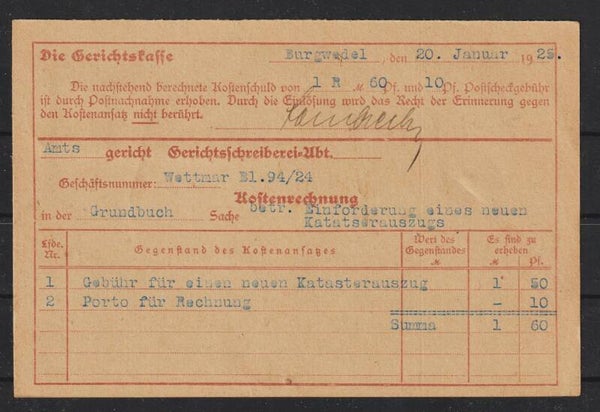 Die Gerichtskasse Burgwedel, den 20. Januar 1925.
Die nachstehend berechnete Kostenschuld von 1 R M 60 Pf. und 10 Pf. Postscheckgebühr
ist durch Postnachnahme erhoben. Durch die Einlösung wird das Recht der Erinnerung gegen
den Kostenansatz nicht berührt.
Amts gericht Gerichtsschreiberei-Abt.
Geschäftsnummer: Wettmar Bl.94/24
Kostenrechnung
in der Grundbuch Sache betr. Einforderung eines neuen
Katatserauszugs
Lfde. Nr. Gegenstand des Kostenansatzes Wert des Gegenstandes M Es sind zu erheben M Pf.
1 Gebühr für einen neuen Katasterauszug 1 50
2 Porto für Rechnung - 10
Summa 1 60